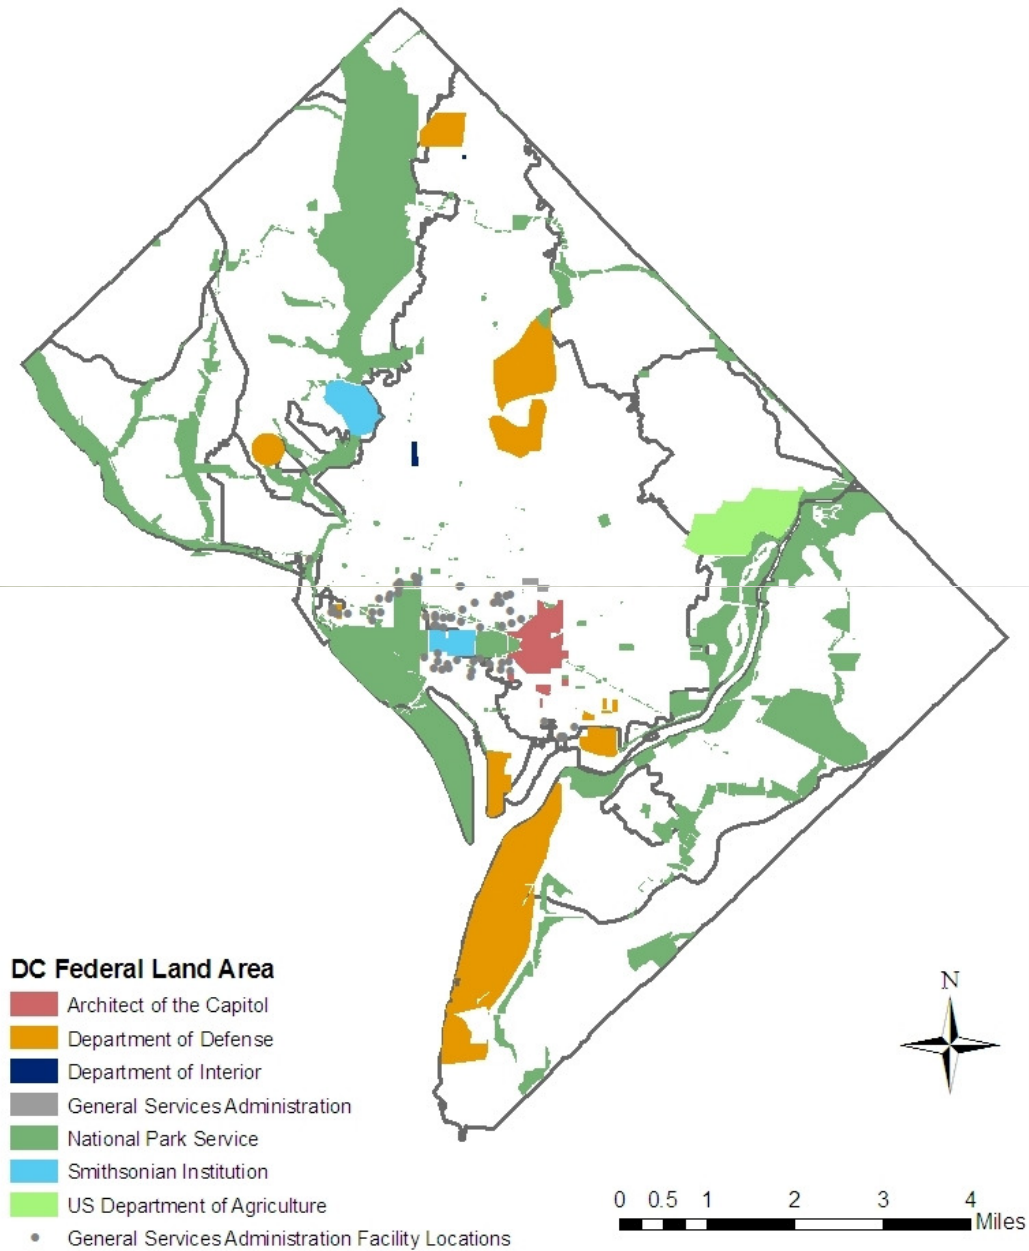 N
DC Federal Land Area
Architect of the Capitol
Department of Defense
Department of Interior
General Services Administration
National Park Service
Smithsonian Institution
US Department of Agriculture
General Services Administration Facility Locations
0 0.5 1 2 3 4
Miles